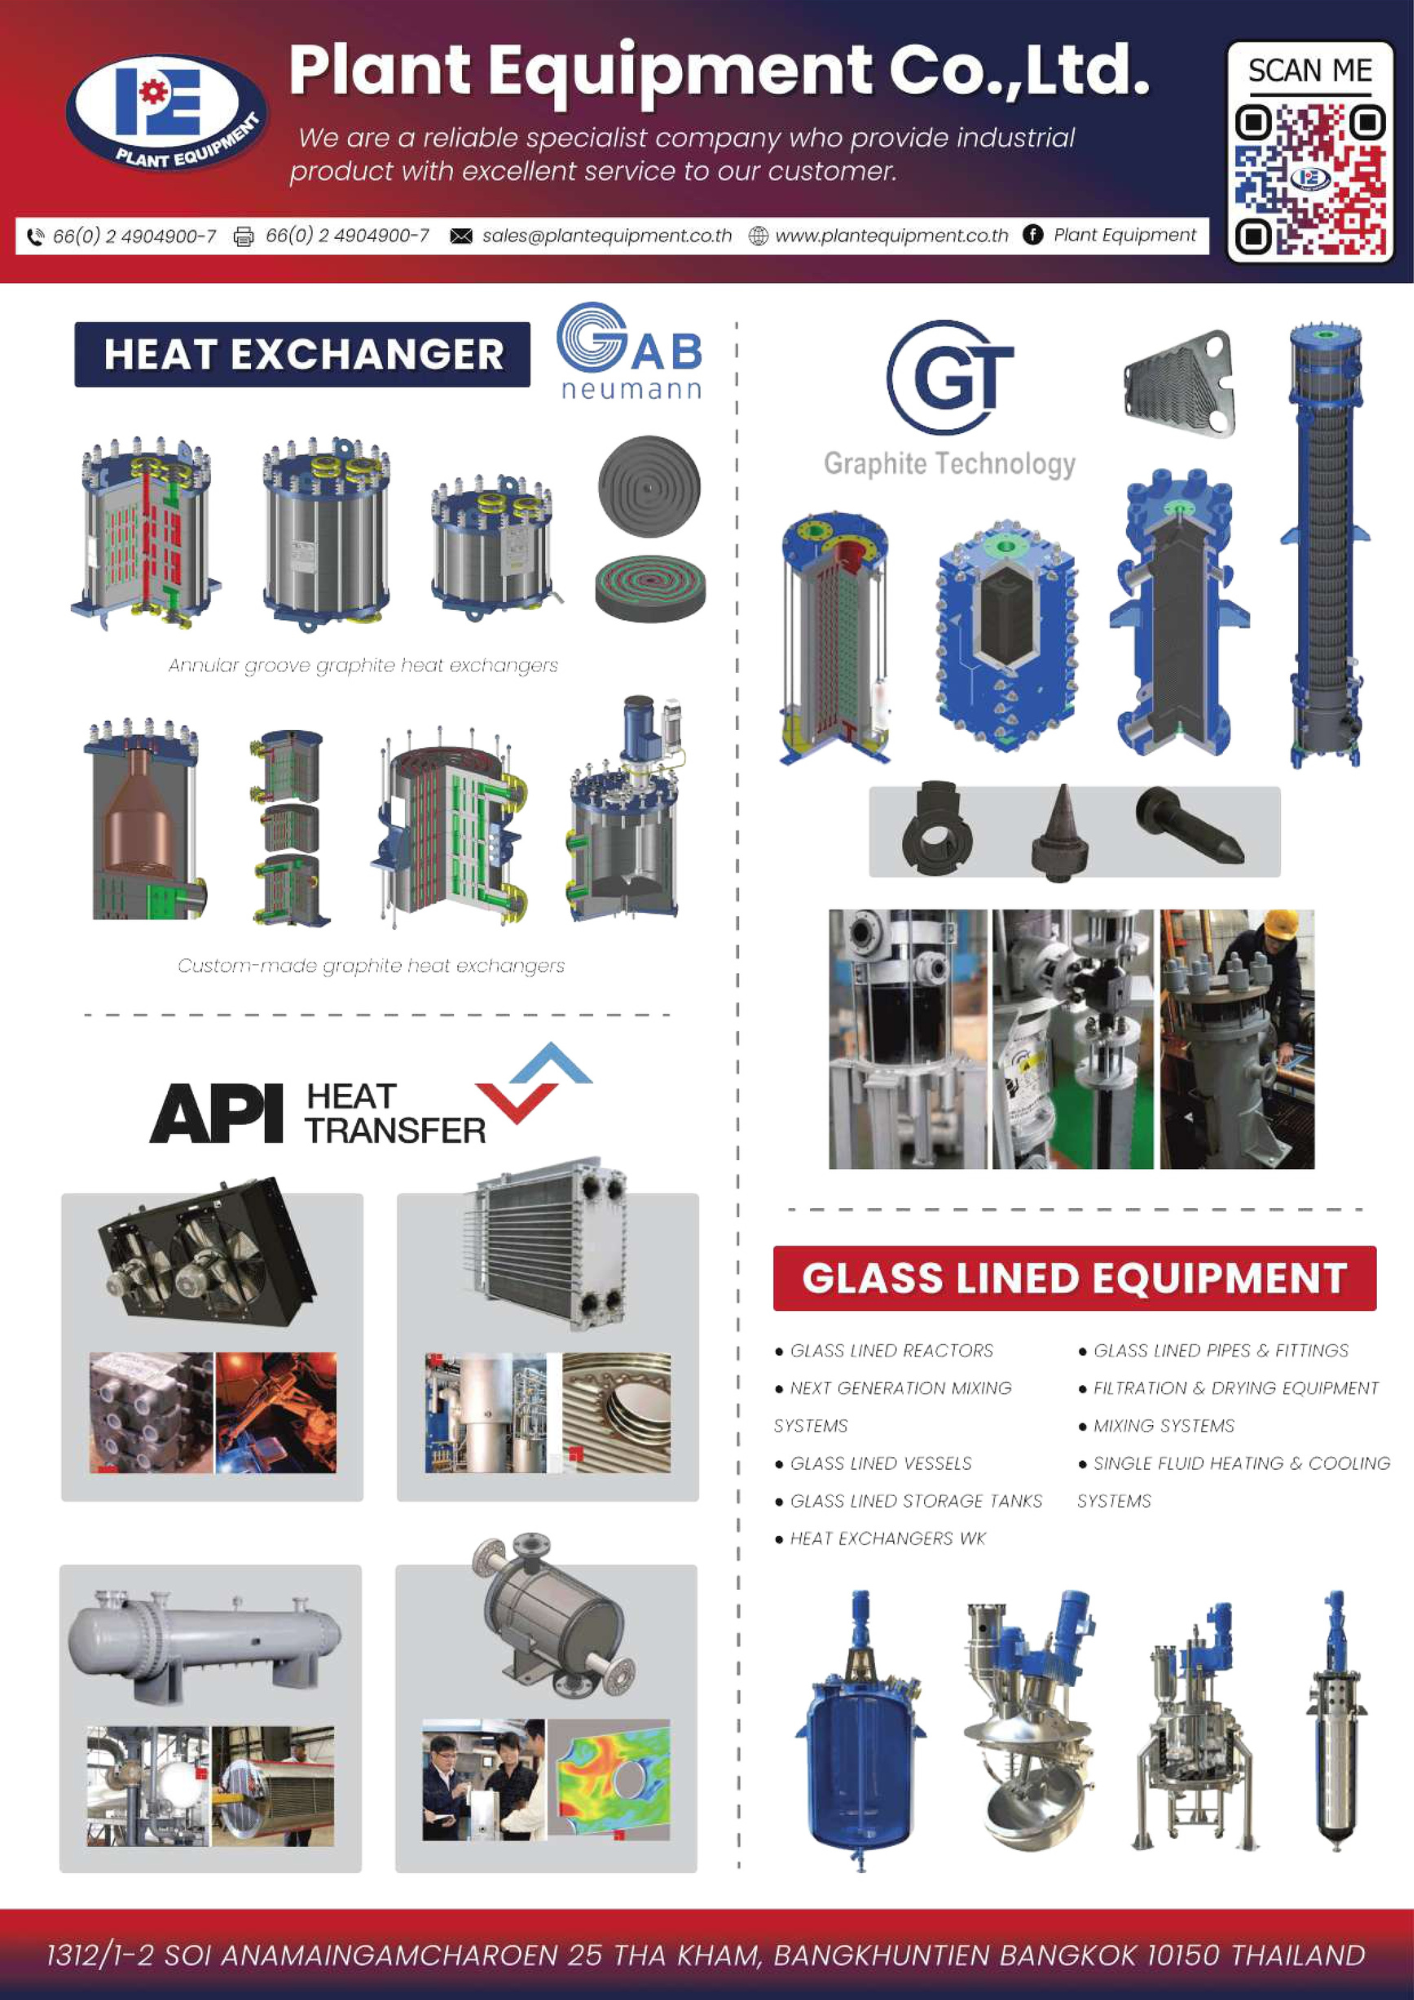 Plant Equipment Co.,Ltd.
We are a reliable specialist company who provide industrial
product with excellent service to our customer.
PE
PLANT EQUIPMENT
SCAN ME
66(0) 2 4904900-7 66(0) 2 4904900-7 sales@plantequipment.co.th www.plantequipment.co.th Plant Equipment
HEAT EXCHANGER
GAB
neumann
Annular groove graphite heat exchangers
Custom-made graphite heat exchangers
API HEAT
TRANSFER
GT
Graphite Technology
GLASS LINED EQUIPMENT
• GLASS LINED REACTORS
• NEXT GENERATION MIXING
SYSTEMS
• GLASS LINED VESSELS
• GLASS LINED STORAGE TANKS
• HEAT EXCHANGERS WK
• GLASS LINED PIPES & FITTINGS
• FILTRATION & DRYING EQUIPMENT
• MIXING SYSTEMS
• SINGLE FLUID HEATING & COOLING
SYSTEMS
1312/1-2 SOI ANAMAINGAMCHAROEN 25 THA KHAM, BANGKHUNTIEN BANGKOK 10150 THAILAND